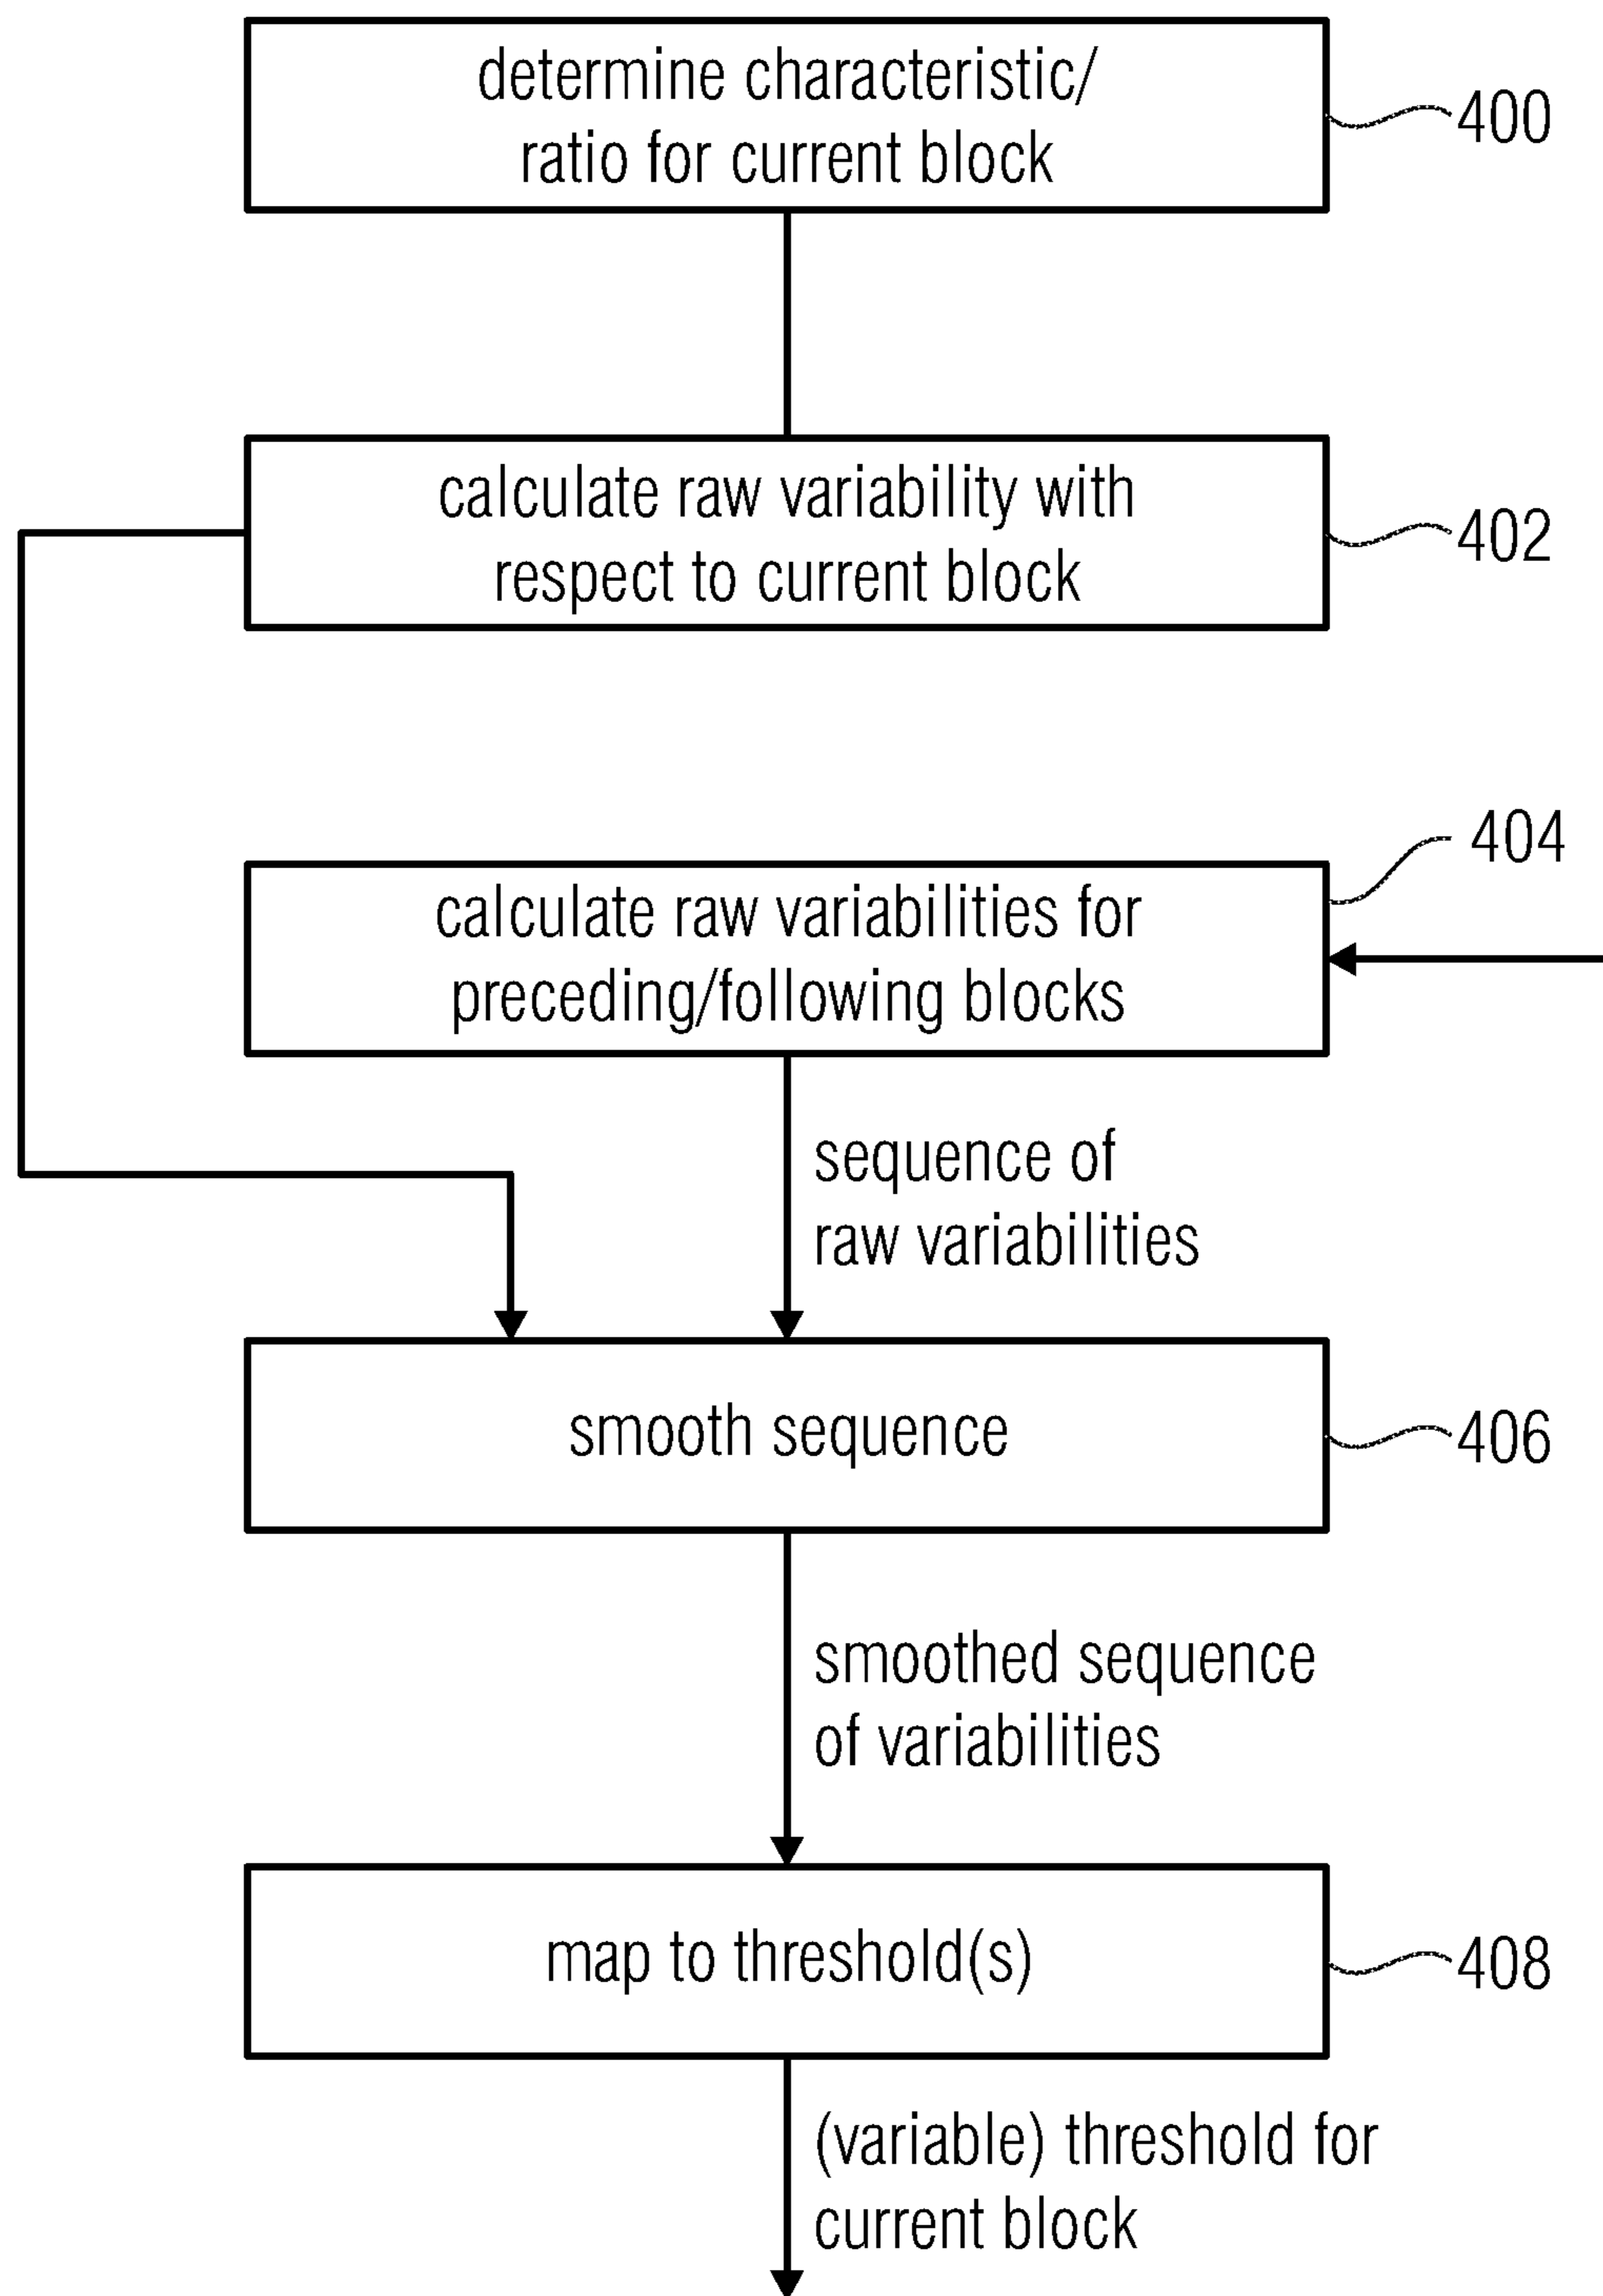 determine characteristic/
ratio for current block
400
calculate raw variability with
respect to current block
402
404
calculate raw variabilities for
preceding/following blocks
sequence of
raw variabilities
smooth sequence
406
smoothed sequence
of variabilities
map to threshold(s)
408
(variable) threshold for
current block